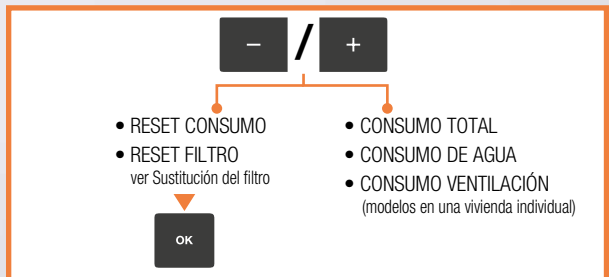 − / +
• RESET CONSUMO
• RESET FILTRO
ver Sustitución del filtro
OK
• CONSUMO TOTAL
• CONSUMO DE AGUA
• CONSUMO VENTILACIÓN
(modelos en una vivienda individual)